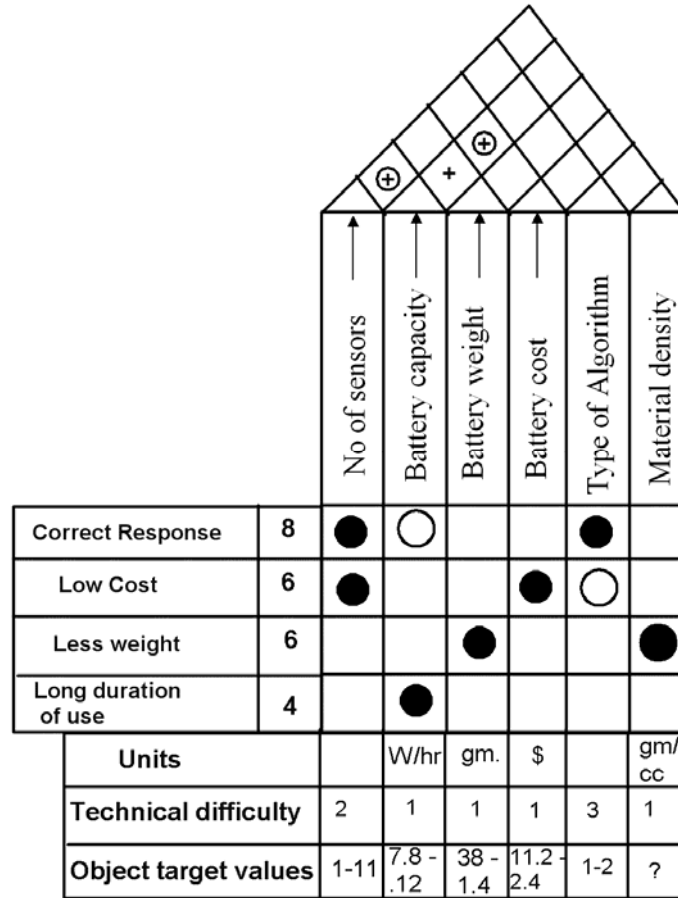 No of sensors
Battery capacity
Battery weight
Battery cost
Type of Algorithm
Material density
Correct Response 8
Low Cost 6
Less weight 6
Long duration
of use 4
Units W/hr gm. $ gm/
cc
Technical difficulty 2 1 1 1 3 1
Object target values 1-11 7.8 -
.12 38 -
1.4 11.2 -
2.4 1-2 ?